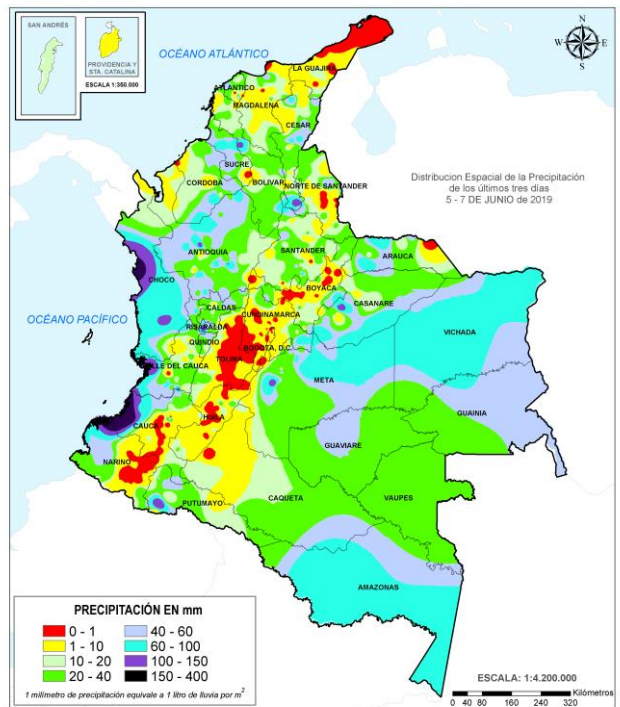 SAN ANDRÉS
PROVIDENCIA Y
STA. CATALINA
ESCALA 1:350.000
OCÉANO ATLÁNTICO
N
W
E
S
LA GUAJIRA
ATLÁNTICO
MAGDALENA
CESAR
SUCRE
CORDOBA
BOLIVAR
NORTE DE SANTANDER
Distribucion Espacial de la Precipitación
de los últimos tres días
5 - 7 DE JUNIO de 2019
ANTIOQUIA
SANTANDER
ARAUCA
CHOCO
BOYACA
CASANARE
OCÉANO PACÍFICO
CALDAS
CUNDINAMARCA
RISARALDA
VICHADA
QUINDIO
BOGOTA, D.C.
TOLIMA
VALLE DEL CAUCA
META
GUAINIA
CAUCA
HUILA
GUAVIARE
NARIÑO
CAQUETA
VAUPES
PUTUMAYO
AMAZONAS
PRECIPITACIÓN EN mm
0 - 1
40 - 60
1 - 10
60 - 100
10 - 20
100 - 150
20 - 40
150 - 400
1 milímetro de precipitación equivale a 1 litro de lluvia por m²
ESCALA: 1:4.200.000
Kilómetros
0 40 80 160 240 320